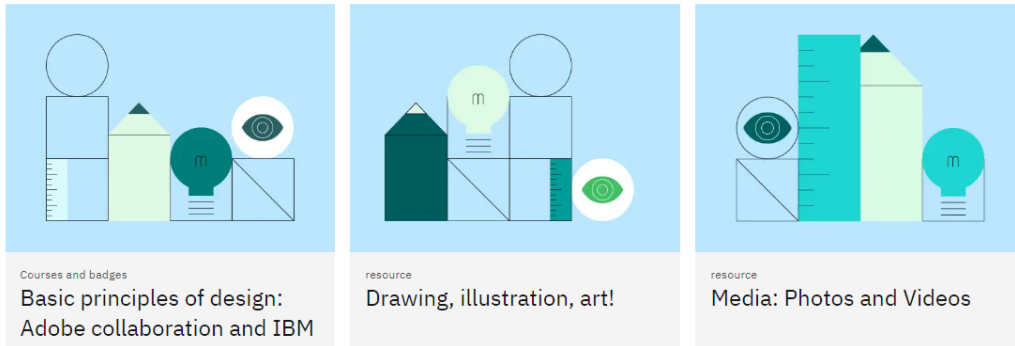 Courses and badges
Basic principles of design:
Adobe collaboration and IBM
resource
Drawing, illustration, art!
resource
Media: Photos and Videos